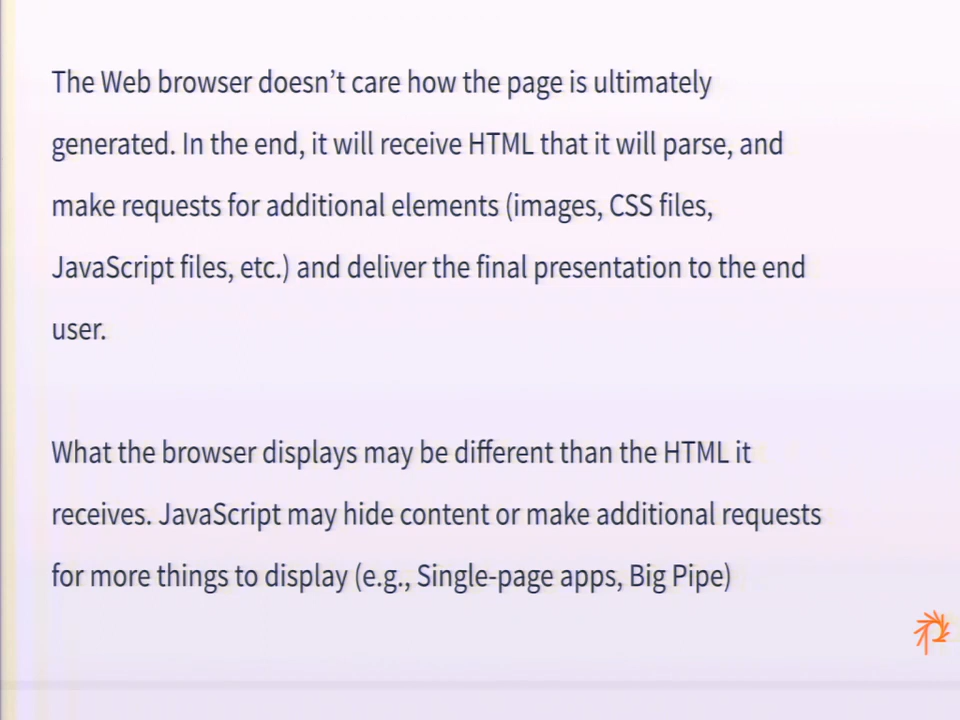 The Web browser doesn’t care how the page is ultimately
generated. In the end, it will receive HTML that it will parse, and
make requests for additional elements (images, CSS files,
JavaScript files, etc.) and deliver the final presentation to the end
user.
What the browser displays may be different than the HTML it
receives. JavaScript may hide content or make additional requests
for more things to display (e.g., Single-page apps, Big Pipe)